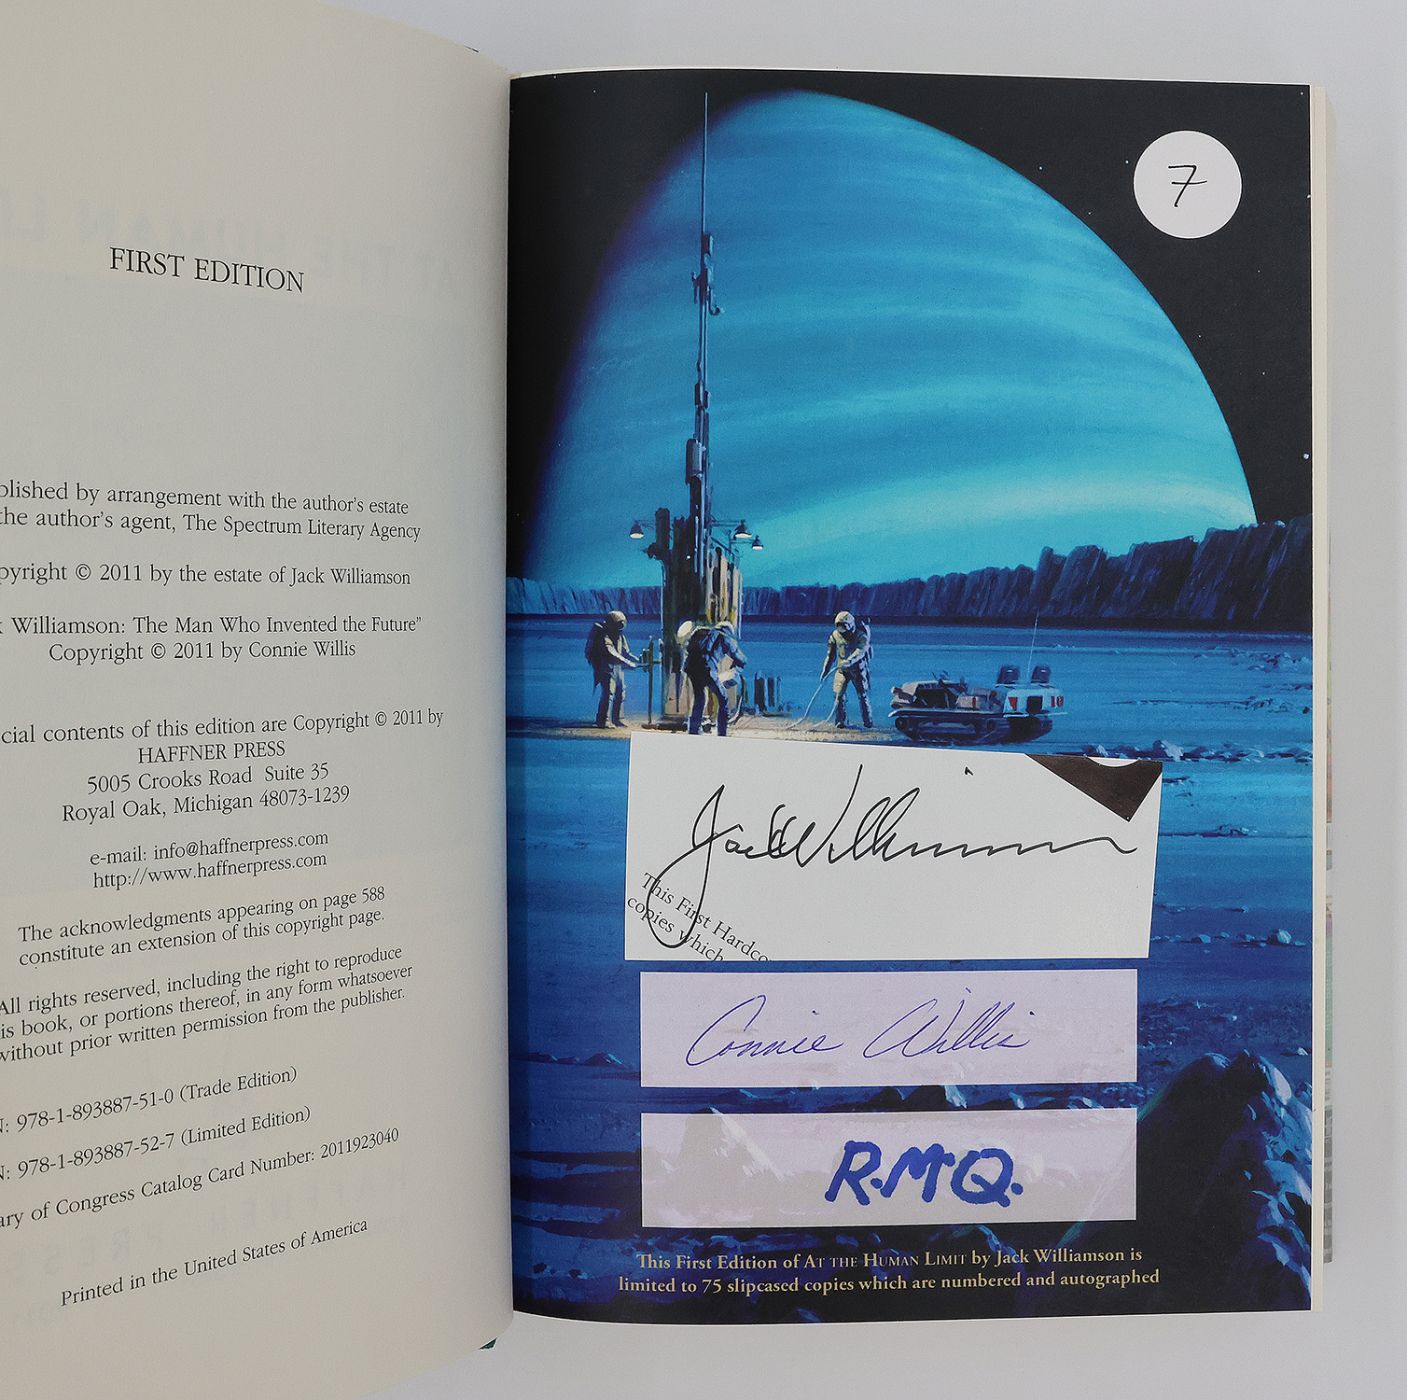 FIRST EDITION
blished by arrangement with the author's estate
the author's agent, The Spectrum Literary Agency
pyright © 2011 by the estate of Jack Williamson
k Williamson: The Man Who Invented the Future"
Copyright © 2011 by Connie Willis
cial contents of this edition are Copyright © 2011 by
HAFFNER PRESS
5005 Crooks Road Suite 35
Royal Oak, Michigan 48073-1239
e-mail: info@haffnerpress.com
http://www.haffnerpress.com
The acknowledgments appearing on page 588
constitute an extension of this copyright page.
All rights reserved, including the right to reproduce
is book, or portions thereof, in any form whatsoever
without prior written permission from the publisher.
N: 978-1-893887-51-0 (Trade Edition)
N: 978-1-893887-52-7 (Limited Edition)
ary of Congress Catalog Card Number: 2011923040
Printed in the United States of America
7
Jack Williamson
This First Hardco
copies which
Connie Willis
R.M.Q.
This First Edition of AT THE HUMAN LIMIT by Jack Williamson is
limited to 75 slipcased copies which are numbered and autographed